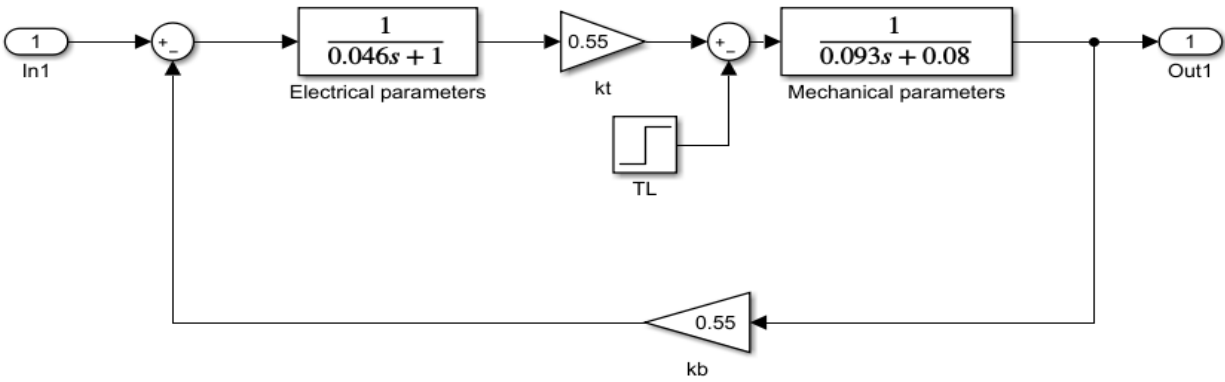 1
In1
+
−
1
0.046s + 1
Electrical parameters
0.55
kt
+
−
TL
1
0.093s + 0.08
Mechanical parameters
1
Out1
0.55
kb